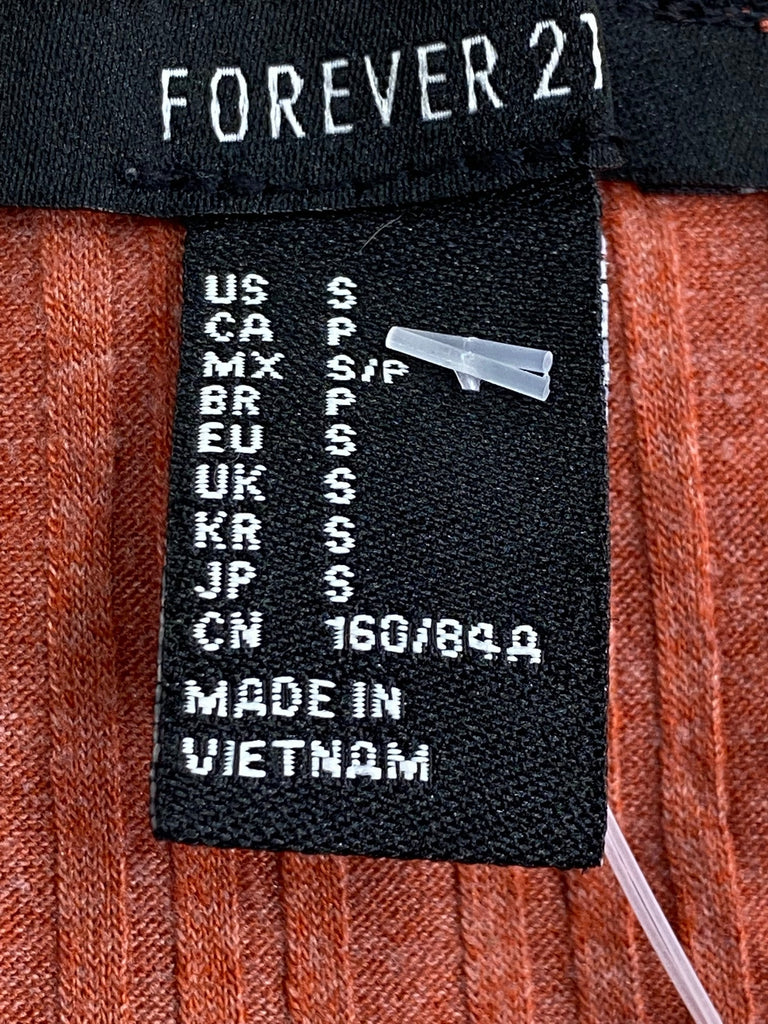 FOREVER 21
US S
CA P
MX S/P
BR P
EU S
UK S
KR S
JP S
CN 160/84A
MADE IN
VIETNAM